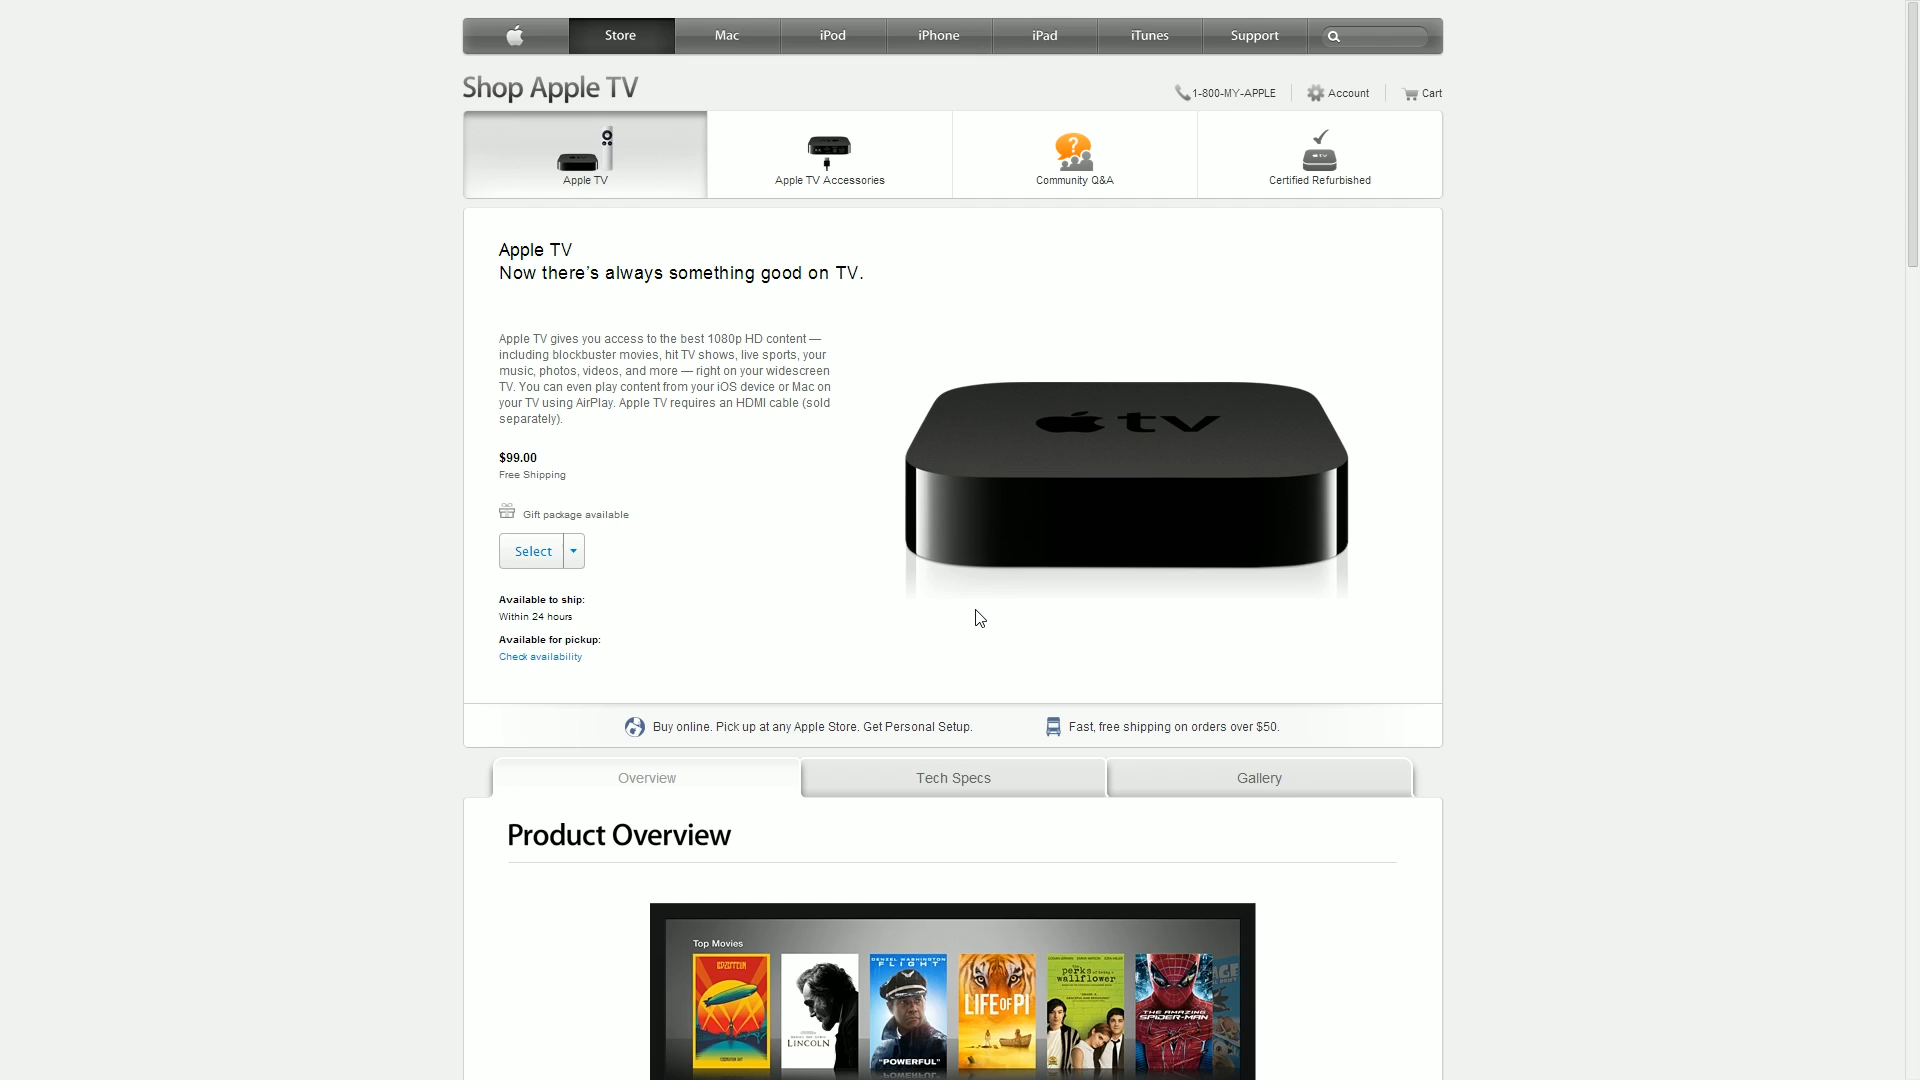 Store
Mac
iPod
iPhone
iPad
iTunes
Support
Shop Apple TV
1-800-MY-APPLE
Account
Cart
Apple TV
Apple TV Accessories
Community Q&A
Certified Refurbished
Apple TV
Now there's always something good on TV.
Apple TV gives you access to the best 1080p HD content —
including blockbuster movies, hit TV shows, live sports, your
music, photos, videos, and more — right on your widescreen
TV. You can even play content from your iOS device or Mac on
your TV using AirPlay. Apple TV requires an HDMI cable (sold
separately).
$99.00
Free Shipping
Gift package available
Select
Available to ship:
Within 24 hours
Available for pickup:
Check availability
tv
Buy online. Pick up at any Apple Store. Get Personal Setup.
Fast, free shipping on orders over $50.
Overview
Tech Specs
Gallery
Product Overview
Top Movies
LED ZEPPELIN
LINCOLN
DENZEL WASHINGTON
FLIGHT
"POWERFUL"
LIFE OF PI
the perks of being a
wallflower
THE AMAZING
SPIDER-MAN